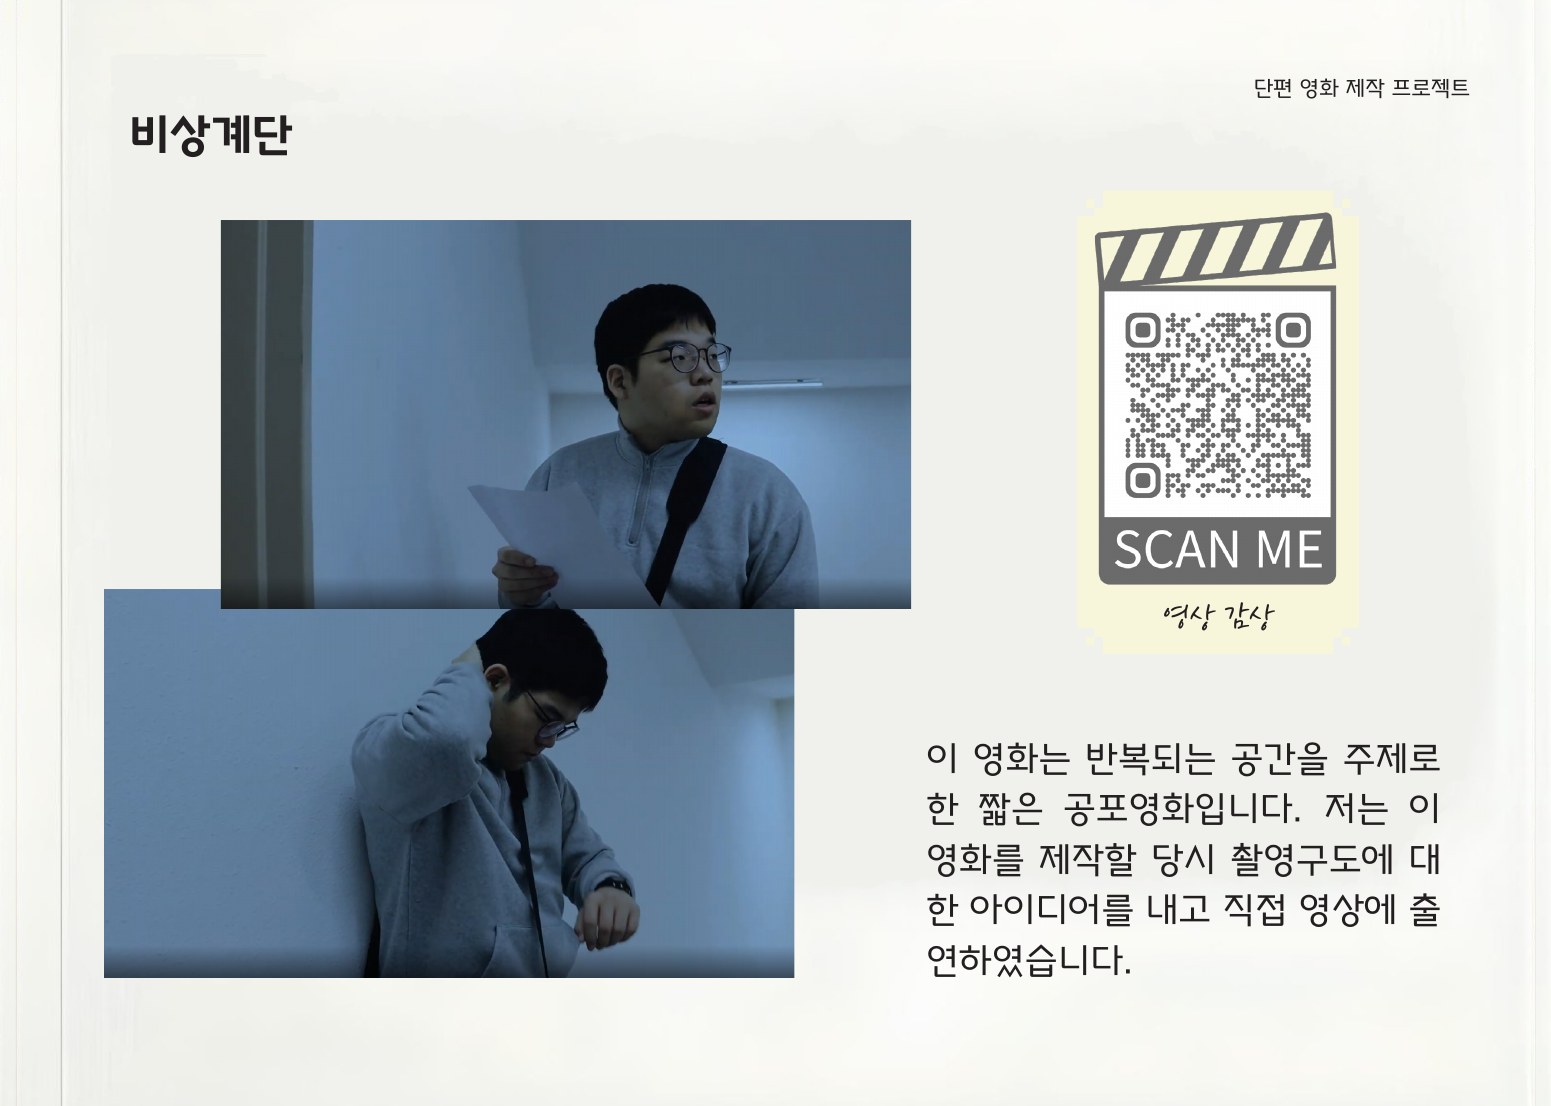 단편 영화 제작 프로젝트
비상계단
SCAN ME
영상 감상
이 영화는 반복되는 공간을 주제로
한 짧은 공포영화입니다. 저는 이
영화를 제작할 당시 촬영구도에 대
한 아이디어를 내고 직접 영상에 출
연하였습니다.